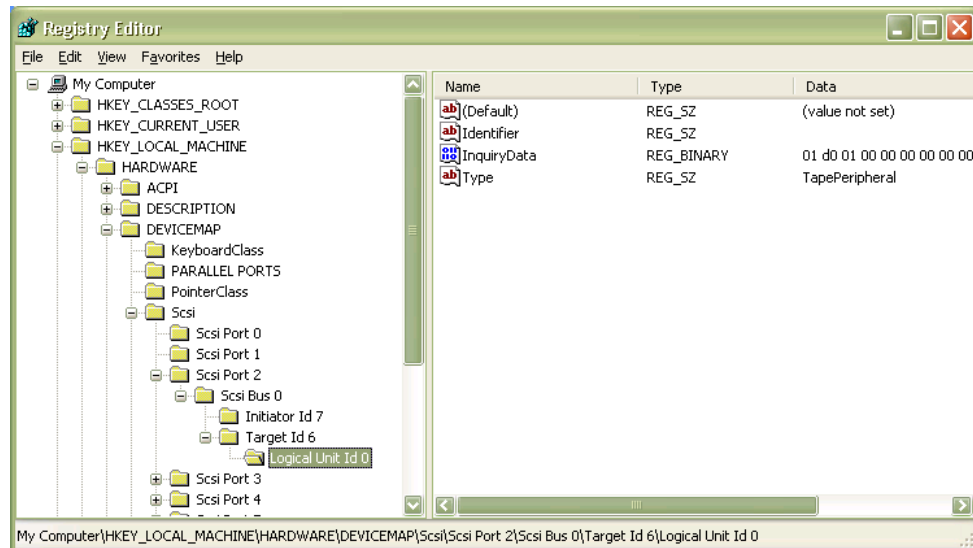 Registry Editor
File Edit View Favorites Help
My Computer
HKEY_CLASSES_ROOT
HKEY_CURRENT_USER
HKEY_LOCAL_MACHINE
HARDWARE
ACPI
DESCRIPTION
DEVICEMAP
KeyboardClass
PARALLEL PORTS
PointerClass
Scsi
Scsi Port 0
Scsi Port 1
Scsi Port 2
Scsi Bus 0
Initiator Id 7
Target Id 6
Logical Unit Id 0
Scsi Port 3
Scsi Port 4
Name Type Data
(Default) REG_SZ (value not set)
Identifier REG_SZ
InquiryData REG_BINARY 01 d0 01 00 00 00 00 00 00
Type REG_SZ TapePeripheral
My Computer\HKEY_LOCAL_MACHINE\HARDWARE\DEVICEMAP\Scsi\Scsi Port 2\Scsi Bus 0\Target Id 6\Logical Unit Id 0